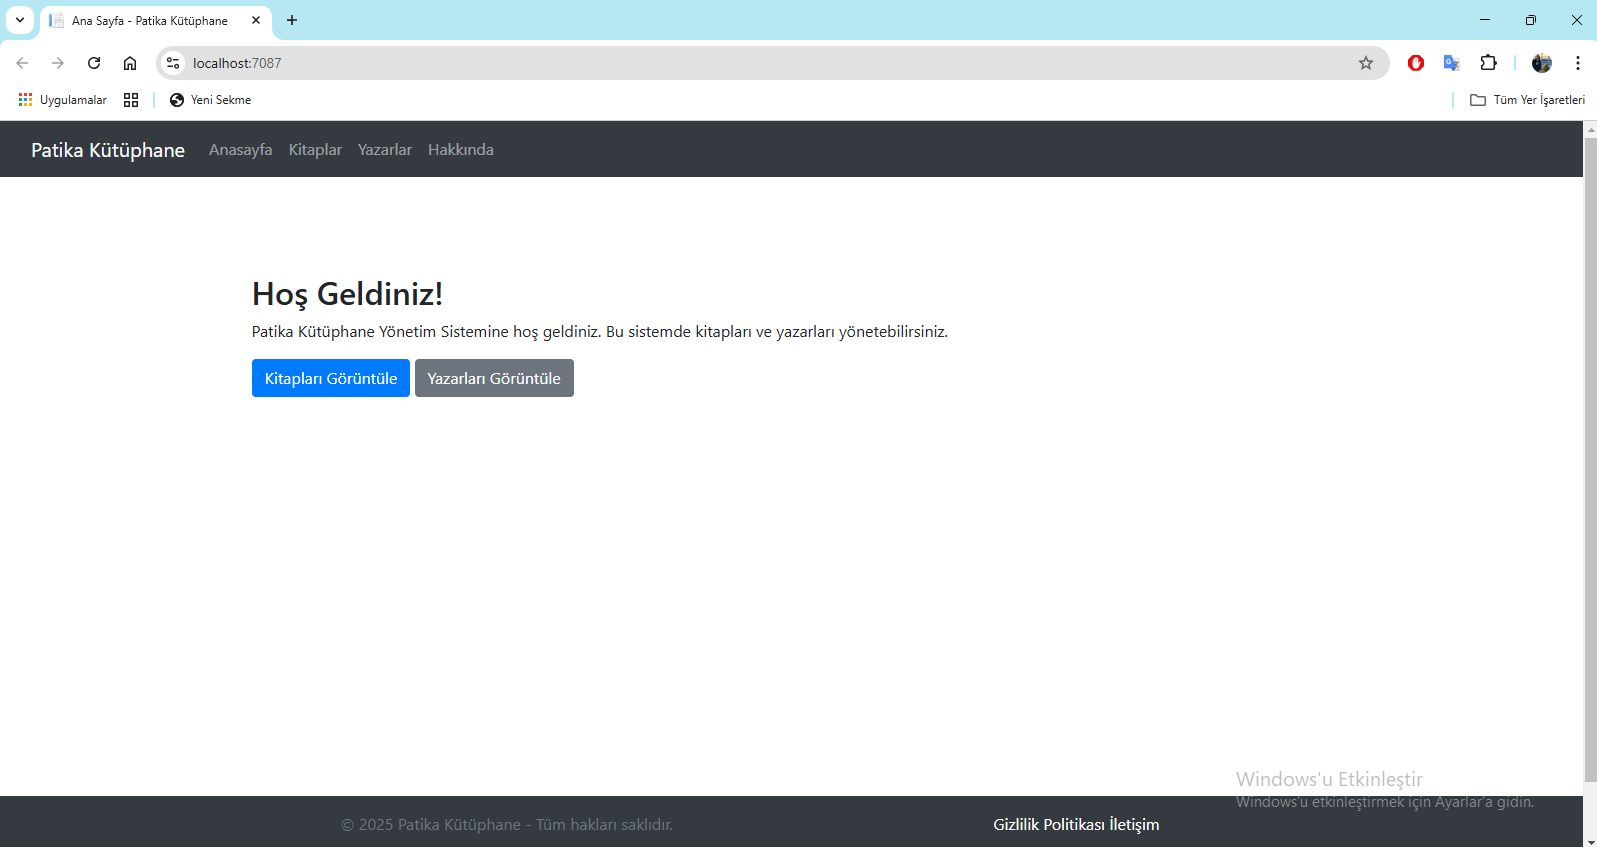 Ana Sayfa - Patika Kütüphane
localhost:7087
Uygulamalar
Yeni Sekme
Tüm Yer İşaretleri
Patika Kütüphane Anasayfa Kitaplar Yazarlar Hakkında
Hoş Geldiniz!
Patika Kütüphane Yönetim Sistemine hoş geldiniz. Bu sistemde kitapları ve yazarları yönetebilirsiniz.
Kitapları Görüntüle Yazarları Görüntüle
Windows'u Etkinleştir
Windows'u etkinleştirmek için Ayarlar'a gidin.
© 2025 Patika Kütüphane - Tüm hakları saklıdır.
Gizlilik Politikası İletişim